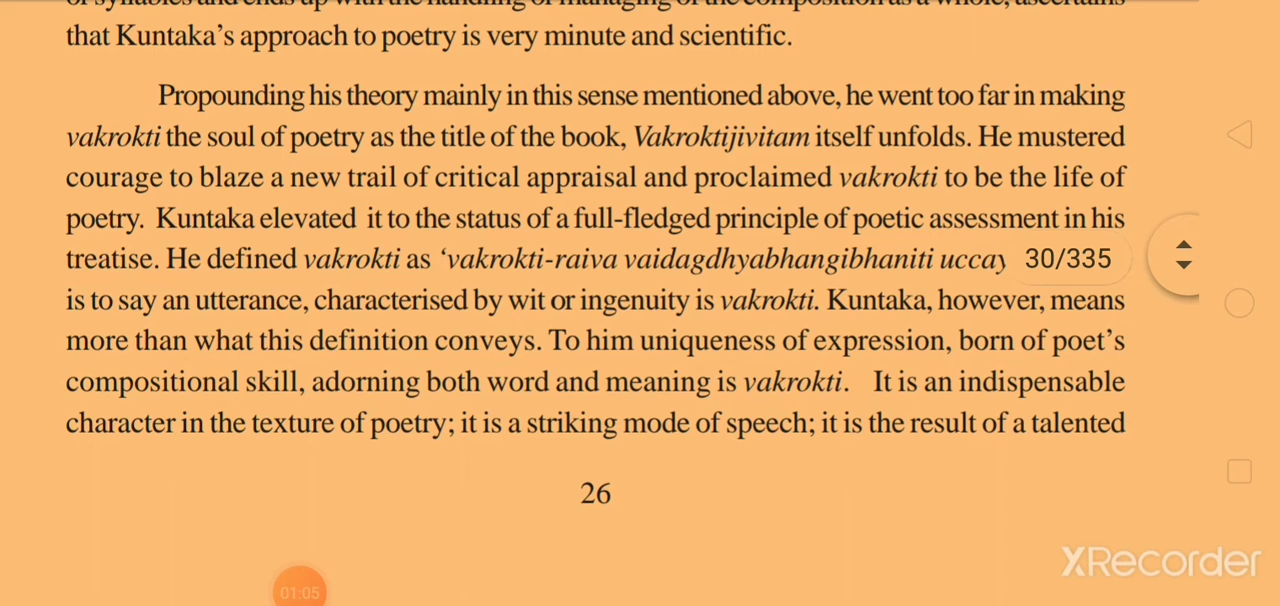 that Kuntaka's approach to poetry is very minute and scientific.
Propounding his theory mainly in this sense mentioned above, he went too far in making
vakrokti the soul of poetry as the title of the book, Vakroktijivitam itself unfolds. He mustered
courage to blaze a new trail of critical appraisal and proclaimed vakrokti to be the life of
poetry. Kuntaka elevated it to the status of a full-fledged principle of poetic assessment in his
treatise. He defined vakrokti as ‘vakrokti-raiva vaidagdhyabhangibhaniti uccay 30/335
is to say an utterance, characterised by wit or ingenuity is vakrokti. Kuntaka, however, means
more than what this definition conveys. To him uniqueness of expression, born of poet's
compositional skill, adorning both word and meaning is vakrokti. It is an indispensable
character in the texture of poetry; it is a striking mode of speech; it is the result of a talented
26
XRecorder
01:05